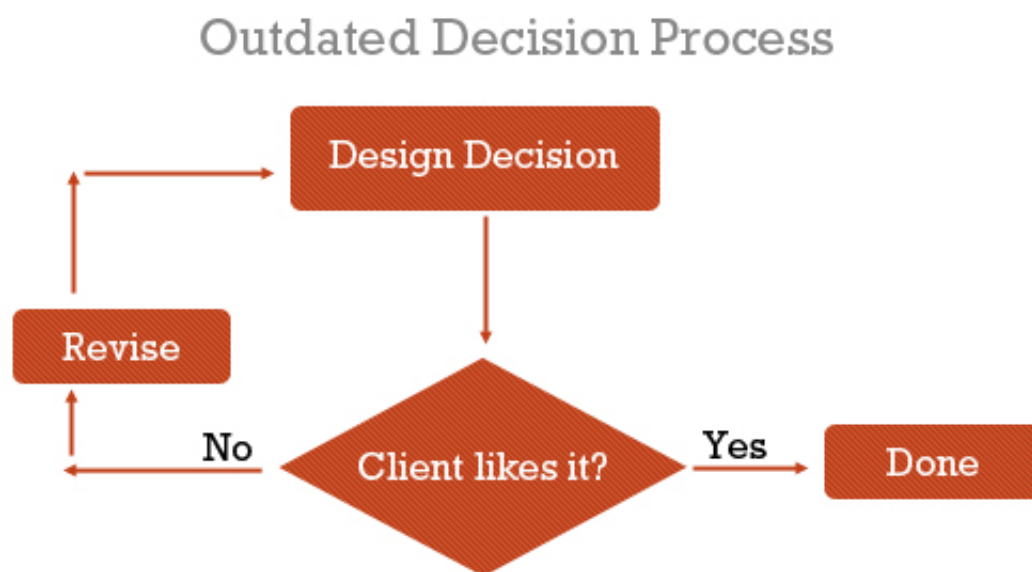 Outdated Decision Process
Design Decision
Revise
No
Client likes it?
Yes
Done